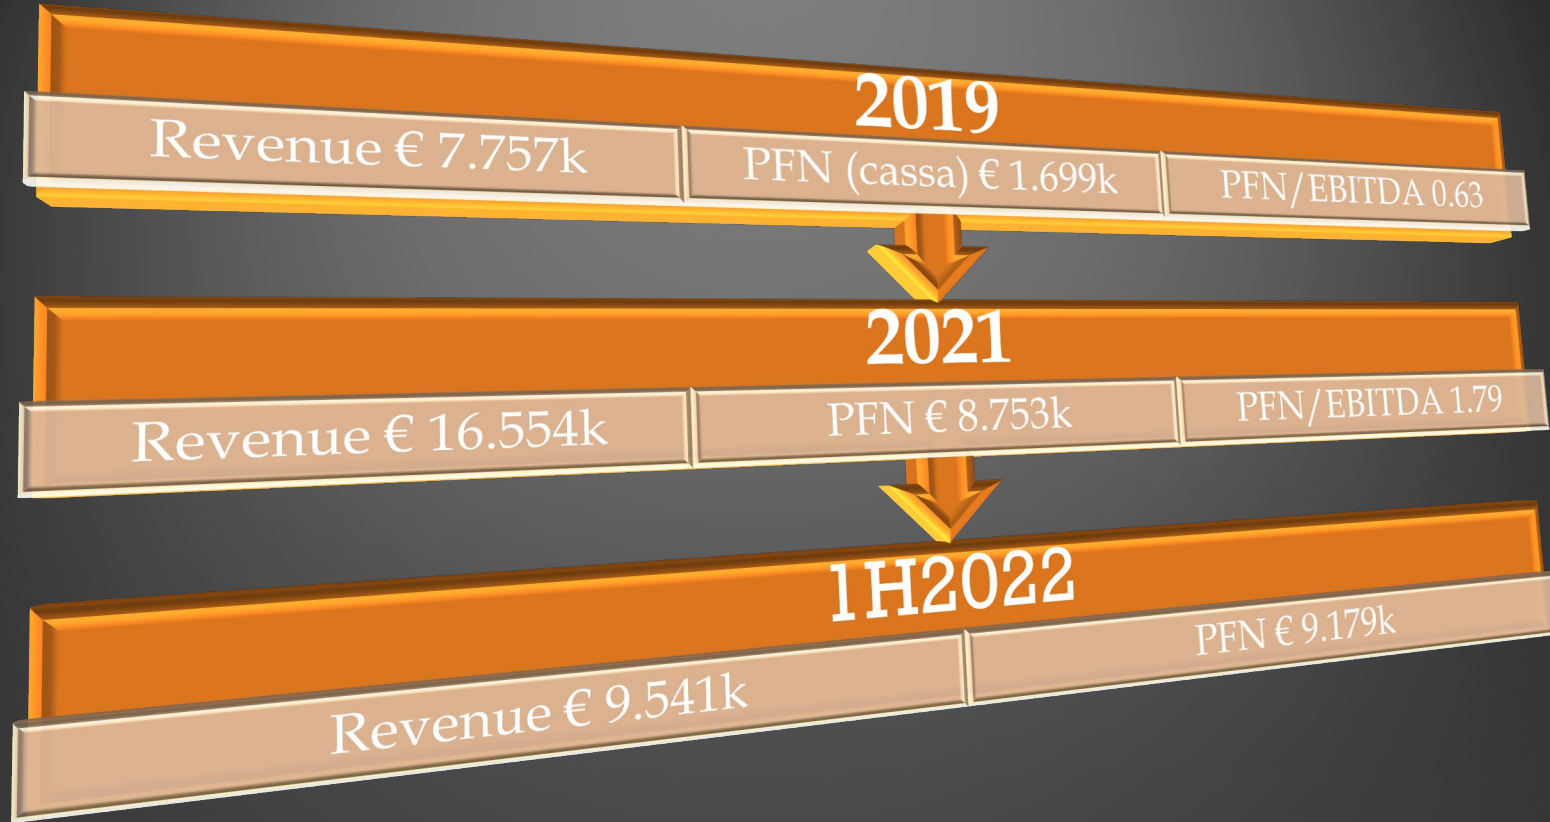 2019
Revenue € 7.757k
PFN (cassa) € 1.699k
PFN/EBITDA 0.63
2021
Revenue € 16.554k
PFN € 8.753k
PFN/EBITDA 1.79
1H2022
Revenue € 9.541k
PFN € 9.179k